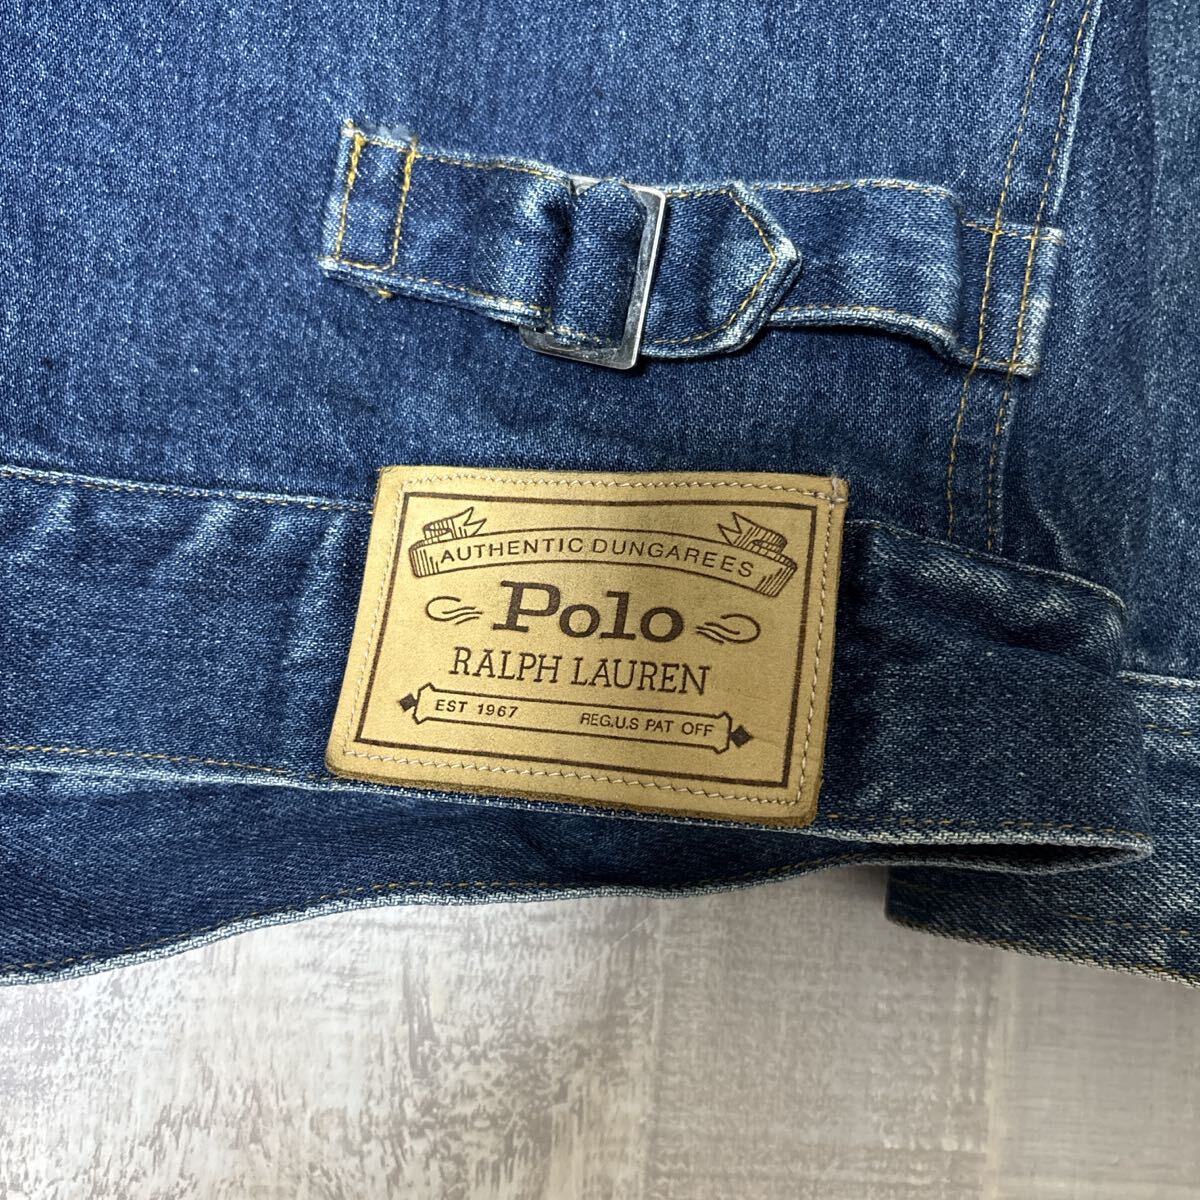 AUTHENTIC DUNGAREES
Polo
RALPH LAUREN
EST 1967 REG.U.S PAT OFF